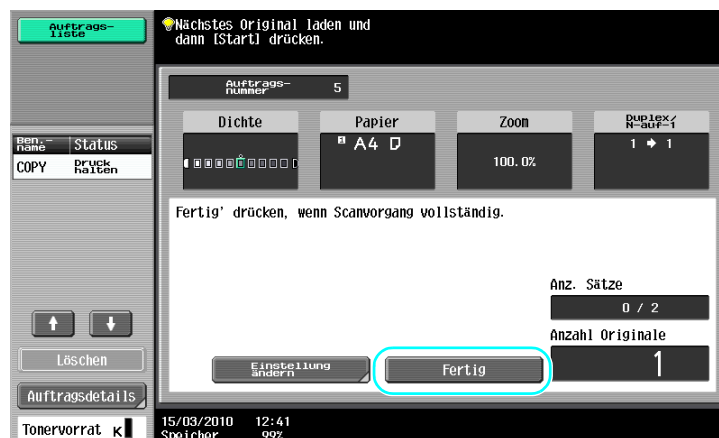 Auftrags-
liste
Nächstes Original laden und
dann [Start] drücken.
Auftrags-
nummer 5
Dichte Papier Zoom Duplex/
N-auf-1
A4
100.0%
1 1
Ben.-
name Status
COPY Druck
halten
Fertig' drücken, wenn Scanvorgang vollständig.
Anz. Sätze
0 / 2
Anzahl Originale
1
Einstellung
ändern
Fertig
Löschen
Auftragsdetails
Tonervorrat K
15/03/2010 12:41
Speicher 99%